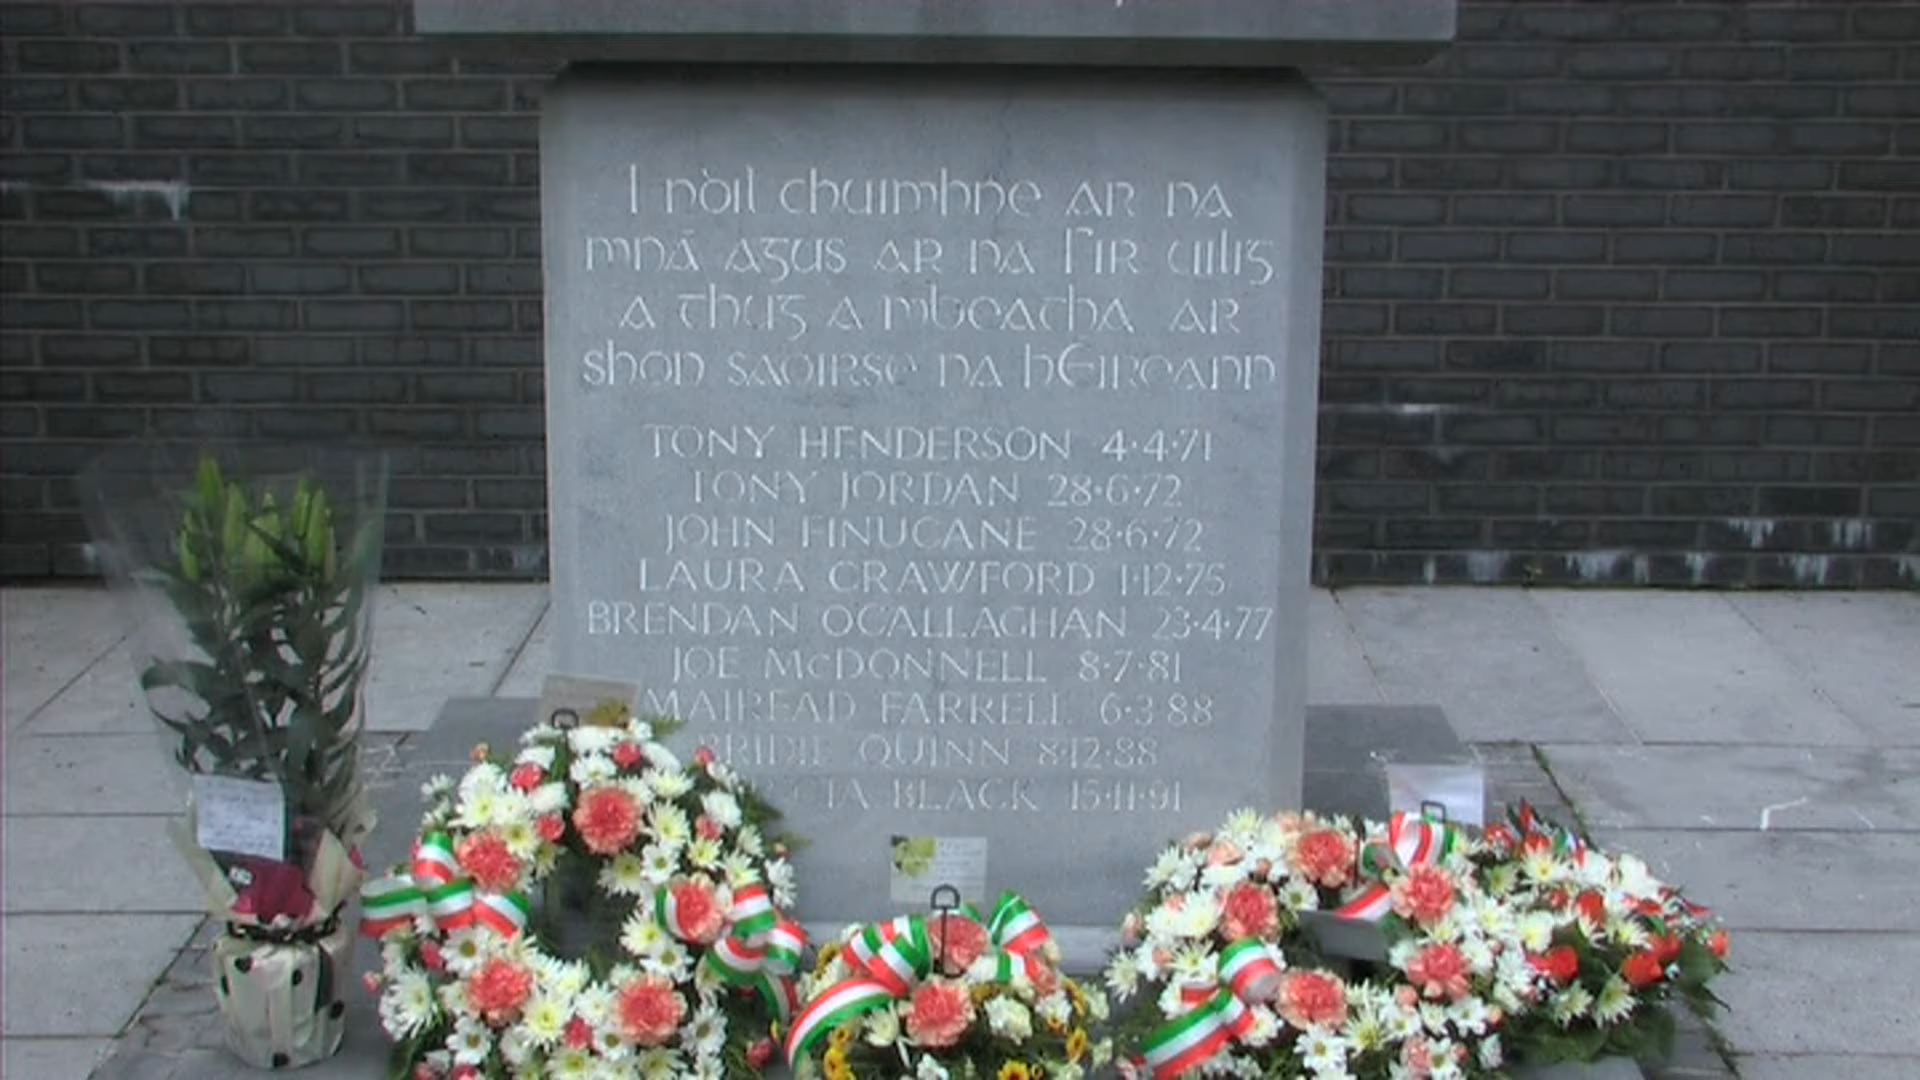 I ndil chuimhne ar na
mná agus ar na fir uilig
a thug a mbeatha ar
shon saoirse na hÉireann
TONY HENDERSON 4·4·71
TONY JORDAN 28·6·72
JOHN FINUCANE 28·6·72
LAURA CRAWFORD 1·12·75
BRENDAN OCALLAGHAN 23·4·77
JOE McDONNELL 8·7·81
MAIREAD FARRELL 6·3·88
BRIDIE QUINN 8·12·88
BLACK 15·11·91